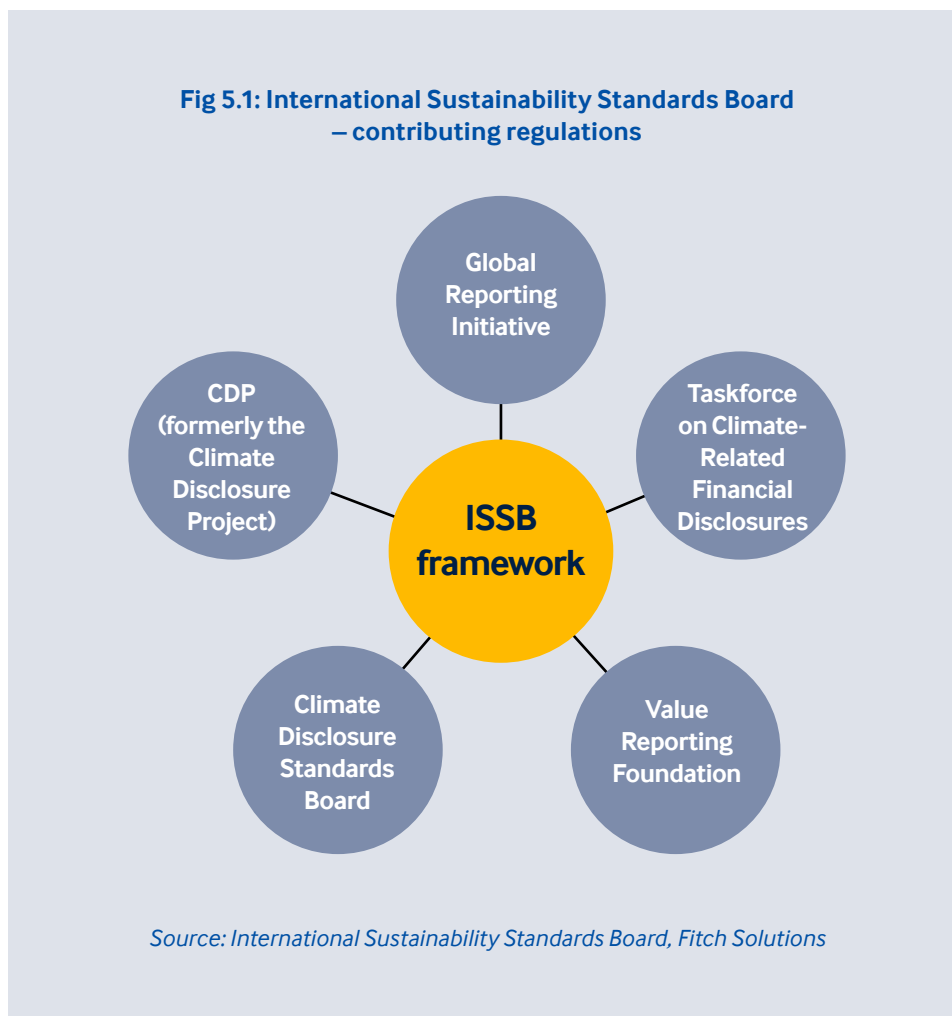 Fig 5.1: International Sustainability Standards Board
– contributing regulations
Global
Reporting
Initiative
CDP
(formerly the
Climate
Disclosure
Project)
Taskforce
on Climate-
Related
Financial
Disclosures
ISSB
framework
Climate
Disclosure
Standards
Board
Value
Reporting
Foundation
Source: International Sustainability Standards Board, Fitch Solutions